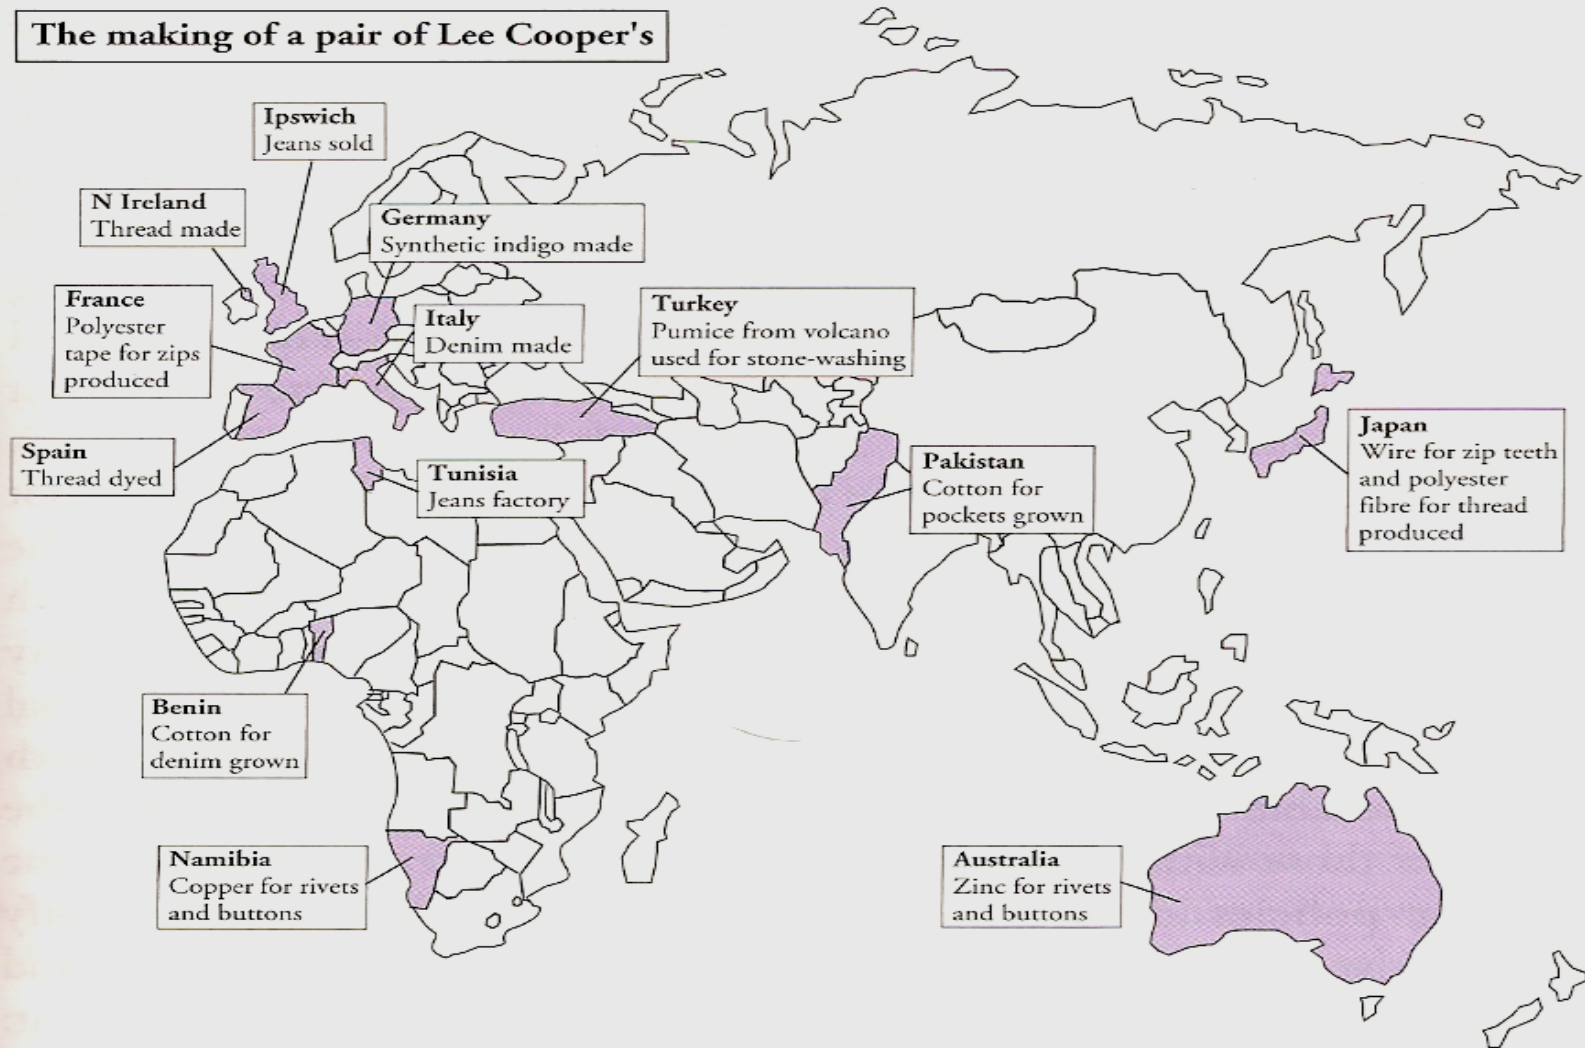 The making of a pair of Lee Cooper's
Ipswich
Jeans sold
N Ireland
Thread made
Germany
Synthetic indigo made
France
Polyester
tape for zips
produced
Italy
Denim made
Turkey
Pumice from volcano
used for stone-washing
Spain
Thread dyed
Tunisia
Jeans factory
Pakistan
Cotton for
pockets grown
Japan
Wire for zip teeth
and polyester
fibre for thread
produced
Benin
Cotton for
denim grown
Namibia
Copper for rivets
and buttons
Australia
Zinc for rivets
and buttons